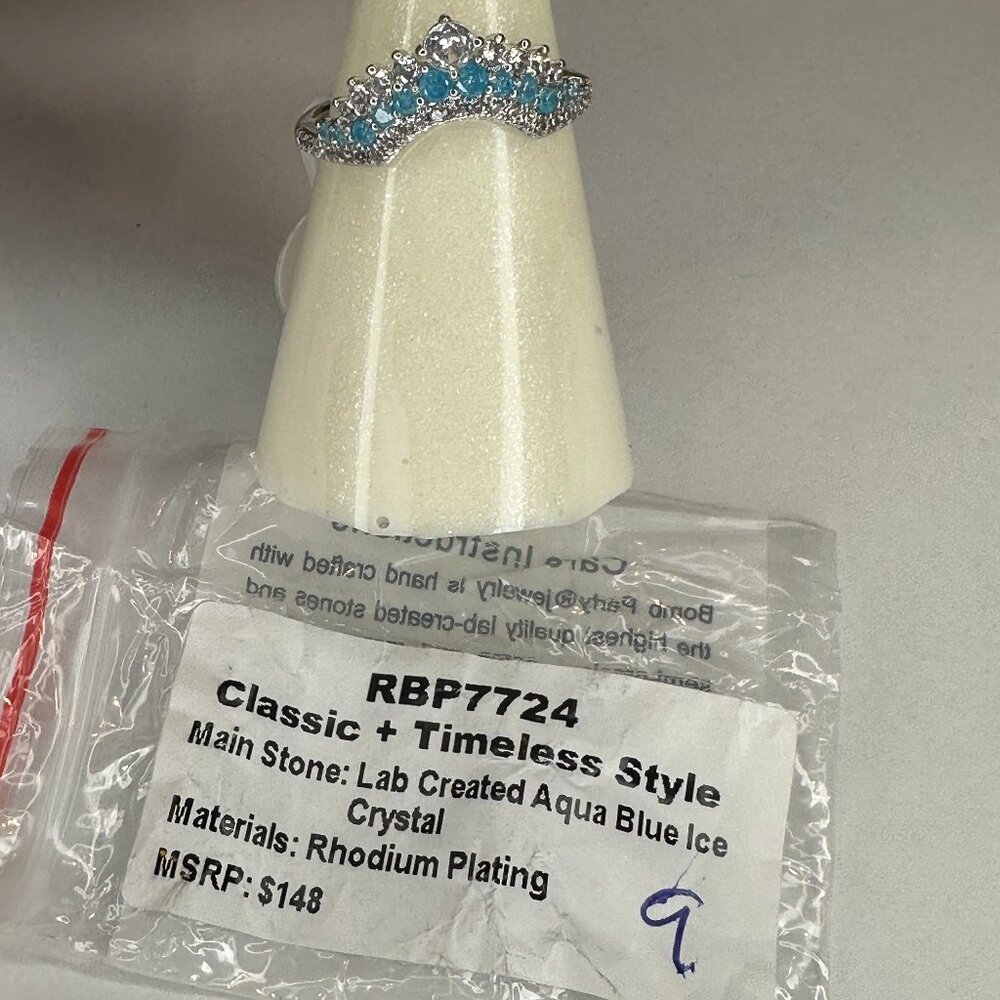 Care Instructions
Bomb Party® jewelry is hand crafted with
the highest quality lab-created stones and
RBP7724
Classic + Timeless Style
Main Stone: Lab Created Aqua Blue Ice
Crystal
Materials: Rhodium Plating
MSRP: $148
9